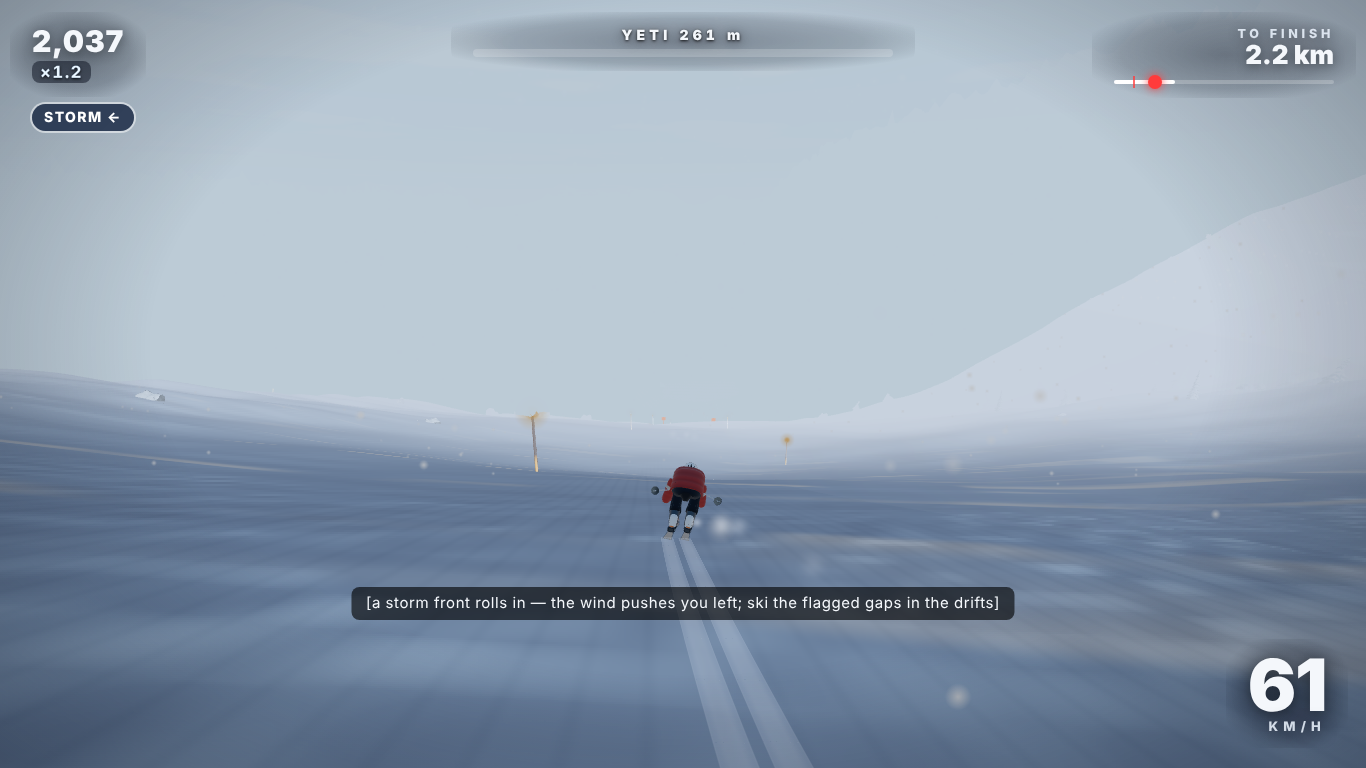 2,037
×1.2
STORM ←
YETI 261 m
TO FINISH
2.2 km
[a storm front rolls in — the wind pushes you left; ski the flagged gaps in the drifts]
61
KM/H